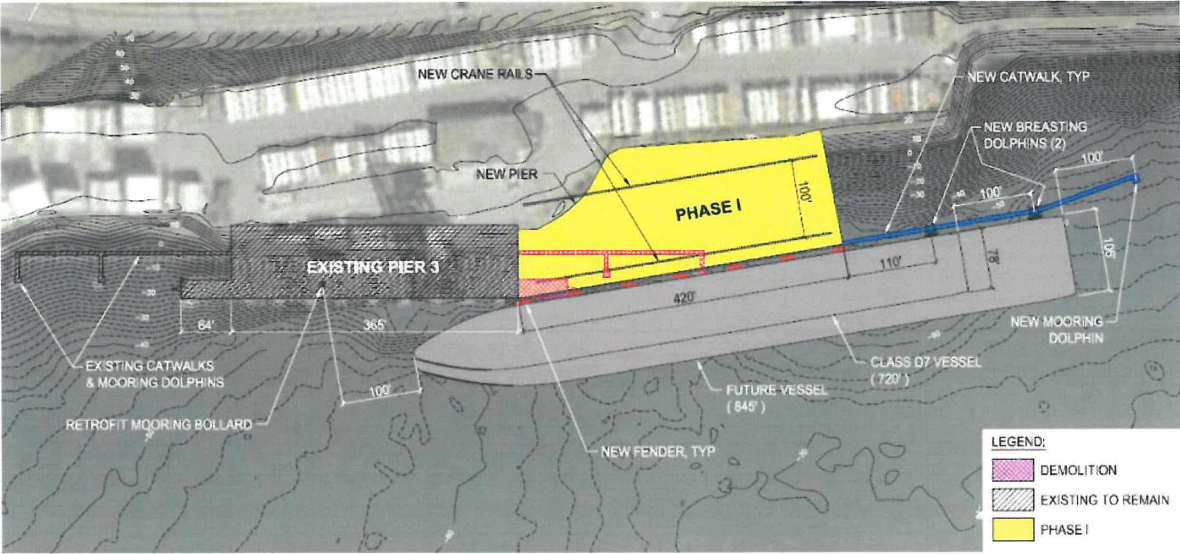 NEW CRANE RAILS
NEW CATWALK, TYP
NEW BREASTING
DOLPHINS (2)
100'
NEW PIER
100'
PHASE I
100'
EXISTING PIER 3
110'
78'
106'
420'
64'
365'
NEW MOORING
DOLPHIN
EXISTING CATWALKS
& MOORING DOLPHINS
CLASS D7 VESSEL
( 720' )
100'
FUTURE VESSEL
( 845' )
RETROFIT MOORING BOLLARD
NEW FENDER, TYP
LEGEND:
DEMOLITION
EXISTING TO REMAIN
PHASE I